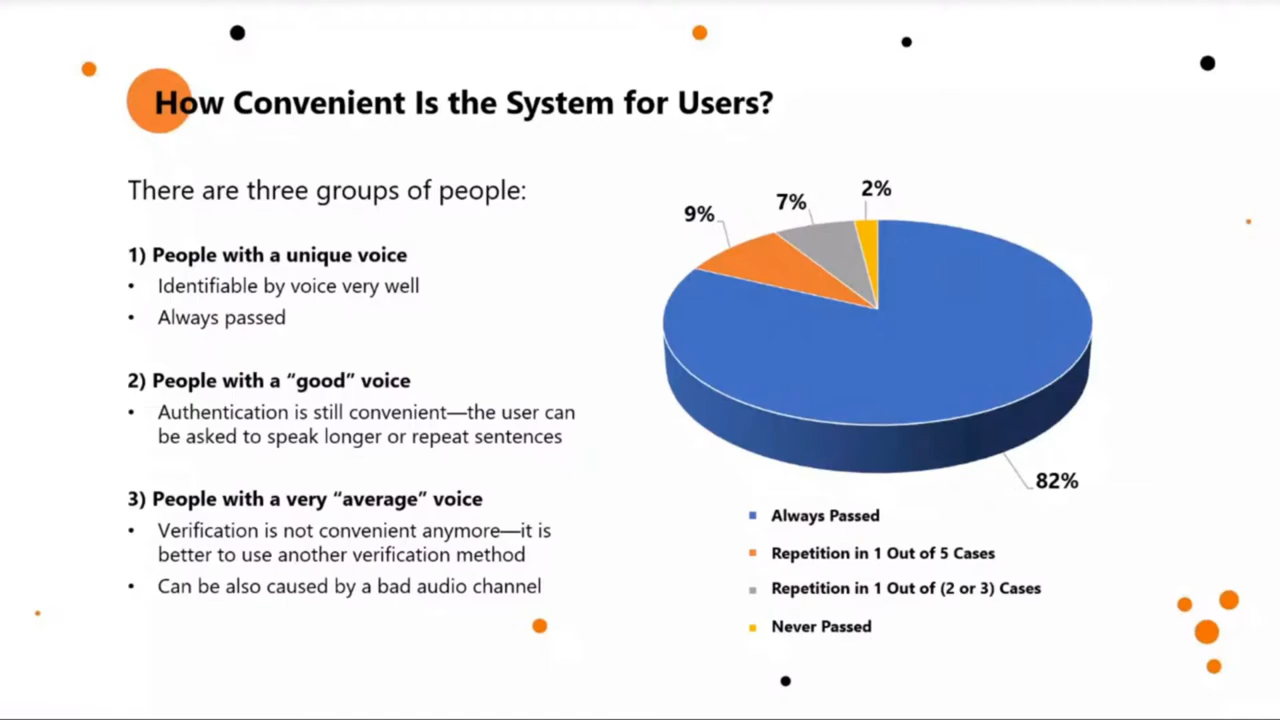 How Convenient Is the System for Users?
There are three groups of people:
1) People with a unique voice
• Identifiable by voice very well
• Always passed
2) People with a “good” voice
• Authentication is still convenient—the user can
be asked to speak longer or repeat sentences
3) People with a very “average” voice
• Verification is not convenient anymore—it is
better to use another verification method
• Can be also caused by a bad audio channel
9%
7%
2%
82%
Always Passed
Repetition in 1 Out of 5 Cases
Repetition in 1 Out of (2 or 3) Cases
Never Passed